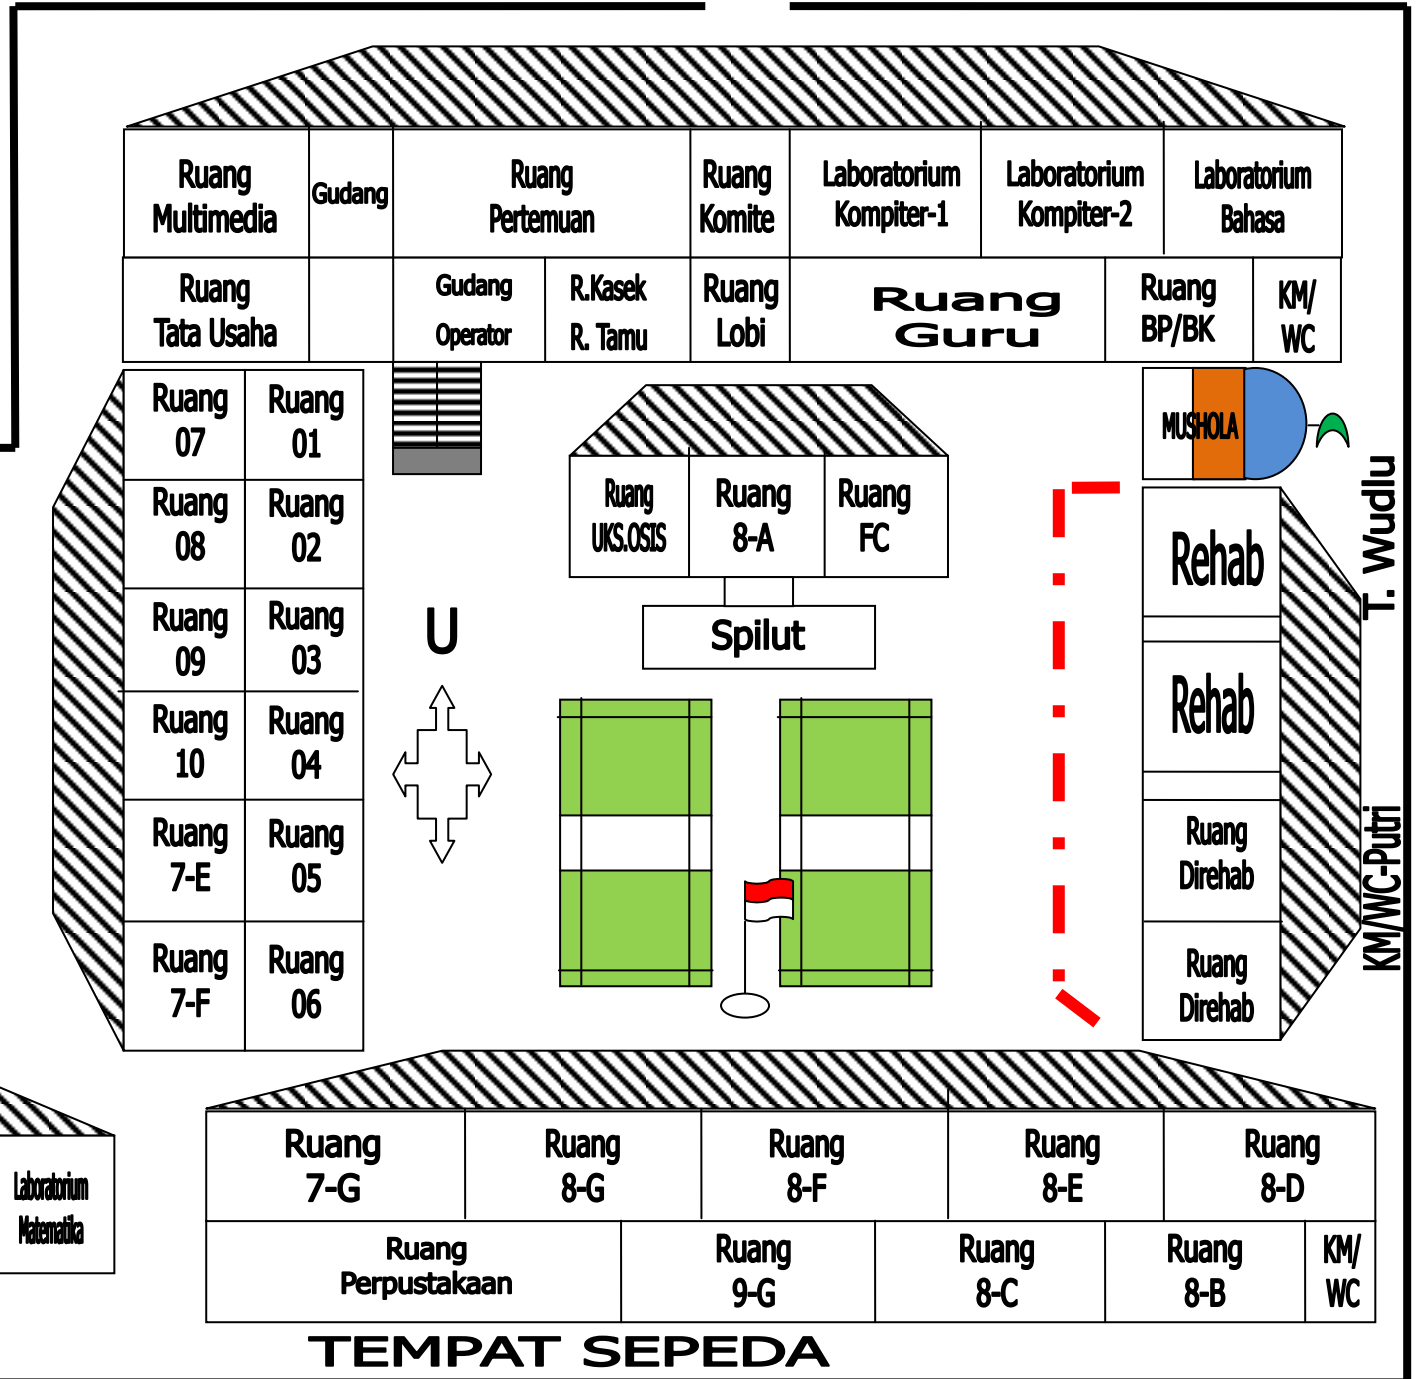 Ruang
Multimedia
Gudang
Ruang
Pertemuan
Ruang
Komite
Laboratorium
Kompiter-1
Laboratorium
Kompiter-2
Laboratorium
Bahasa
Ruang
Tata Usaha
Gudang
Operator
R.Kasek
R. Tamu
Ruang
Lobi
Ruang
Guru
Ruang
BP/BK
KM/
WC
Ruang
07
Ruang
01
Ruang
08
Ruang
02
Ruang
09
Ruang
03
Ruang
10
Ruang
04
Ruang
7-E
Ruang
05
Ruang
7-F
Ruang
06
U
Ruang
UKS.OSIS
Ruang
8-A
Ruang
FC
Spilut
MUSHOLA
T. Wudlu
Rehab
Rehab
Ruang
Direhab
Ruang
Direhab
KM/WC-Putri
Laboratorium
Matematika
Ruang
7-G
Ruang
8-G
Ruang
8-F
Ruang
8-E
Ruang
8-D
Ruang
Perpustakaan
Ruang
9-G
Ruang
8-C
Ruang
8-B
KM/
WC
TEMPAT SEPEDA